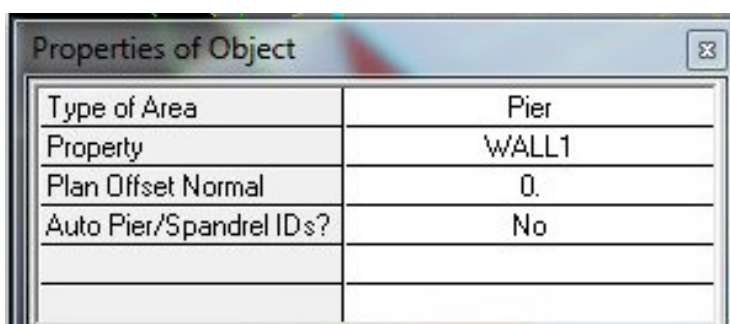 Properties of Object
Type of Area Pier
Property WALL1
Plan Offset Normal 0.
Auto Pier/Spandrel IDs? No